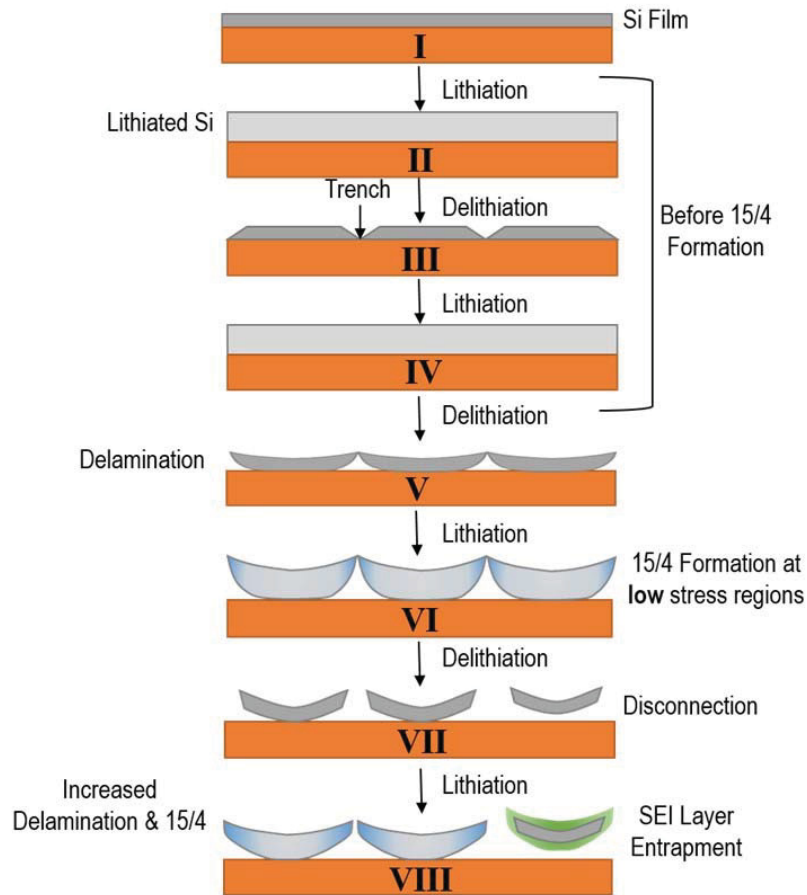 Si Film
I
Lithiation
Lithiated Si
II
Trench
Delithiation
Before 15/4
Formation
III
Lithiation
IV
Delithiation
Delamination
V
Lithiation
15/4 Formation at
low stress regions
VI
Delithiation
Disconnection
VII
Lithiation
Increased
Delamination & 15/4
SEI Layer
Entrapment
VIII